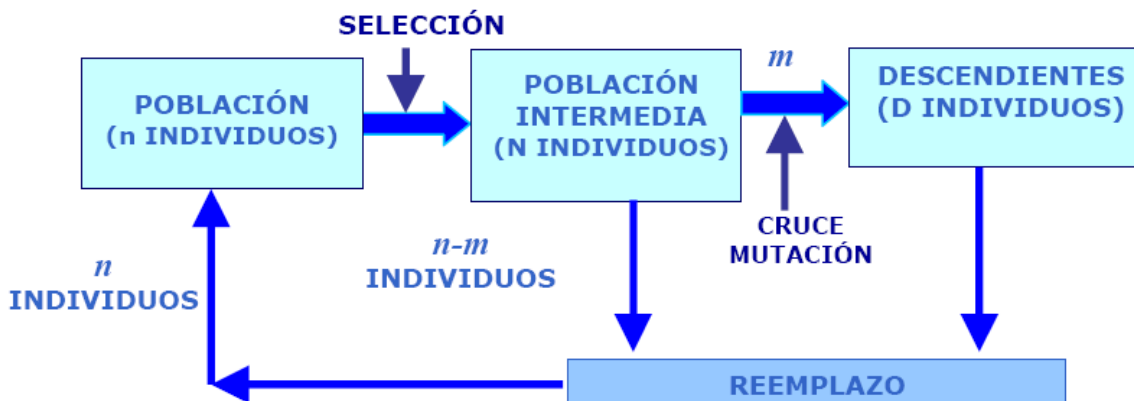 SELECCIÓN
POBLACIÓN
(n INDIVIDUOS)
POBLACIÓN
INTERMEDIA
(N INDIVIDUOS)
m
DESCENDIENTES
(D INDIVIDUOS)
CRUCE
MUTACIÓN
n
INDIVIDUOS
n-m
INDIVIDUOS
REEMPLAZO